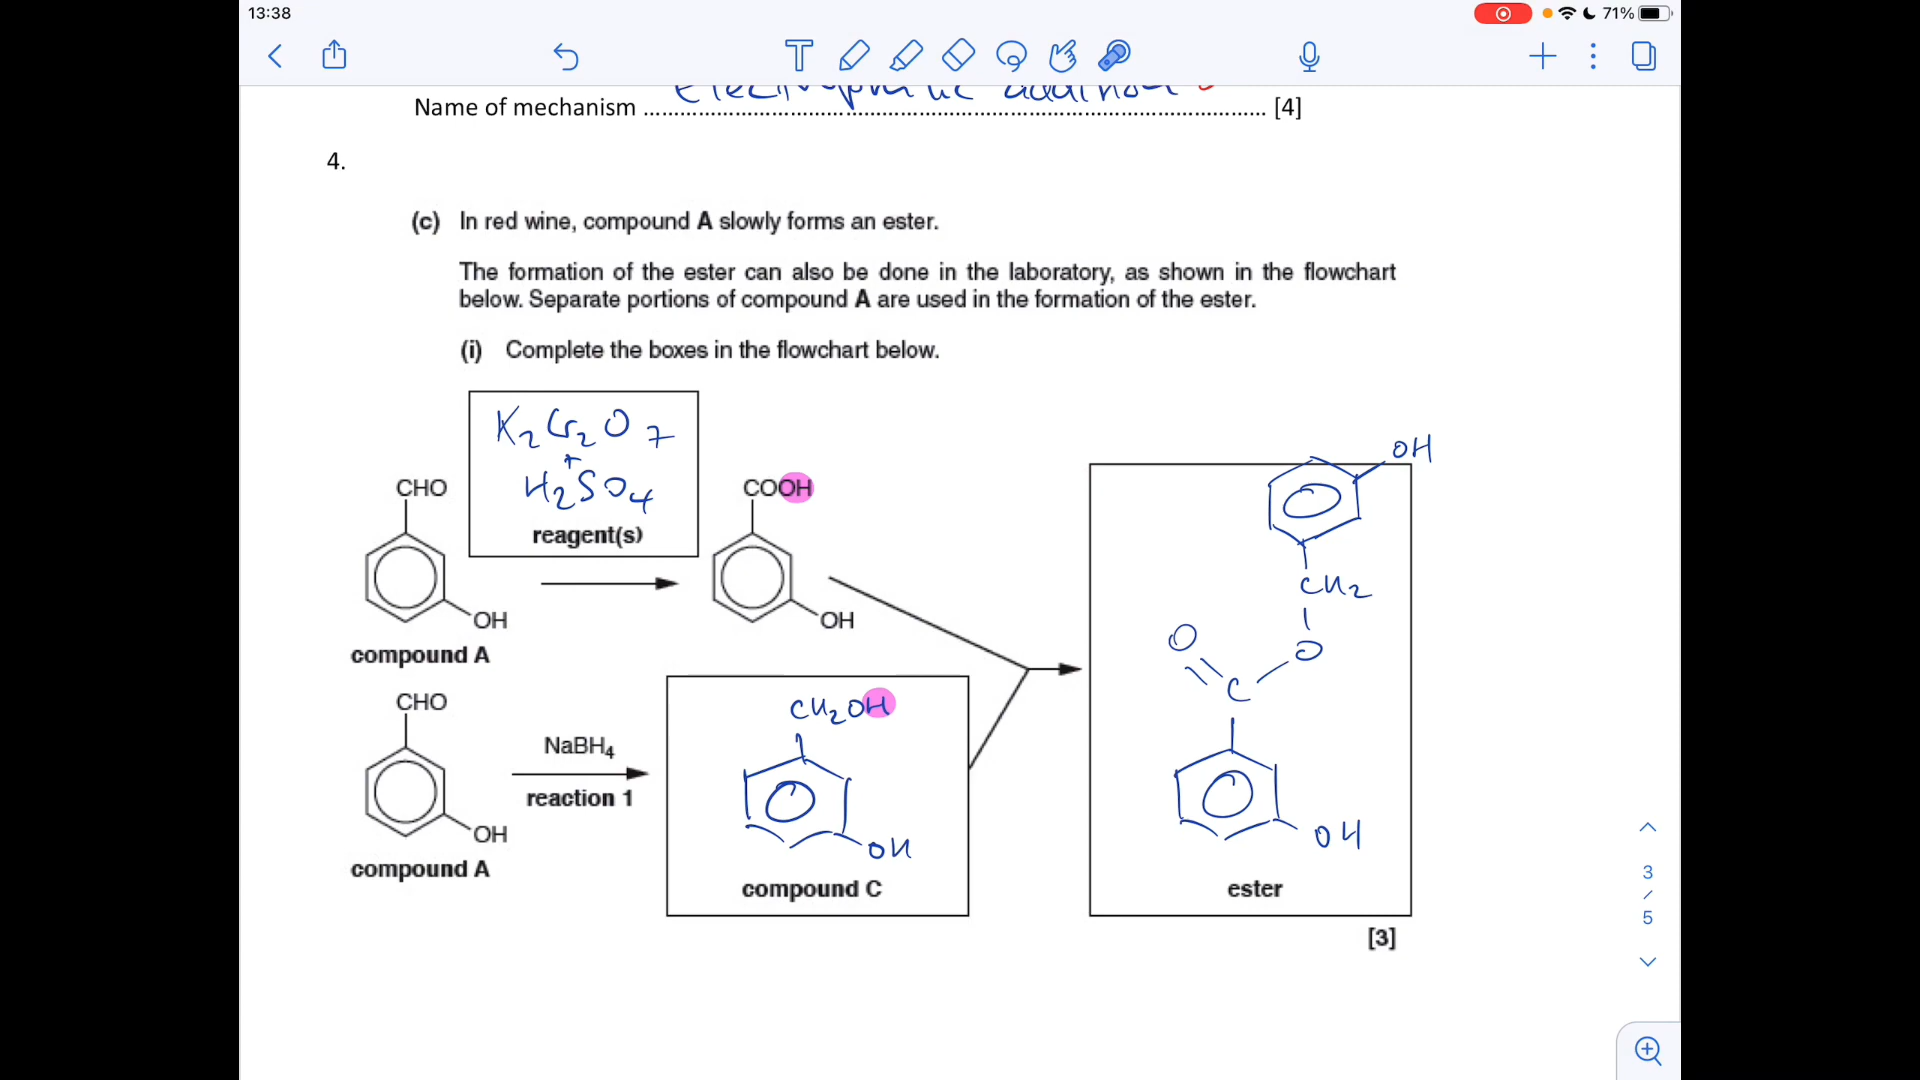 13:38
71%
T
electrophilic addition
Name of mechanism ........................................ [4]
4.
(c) In red wine, compound A slowly forms an ester.
The formation of the ester can also be done in the laboratory, as shown in the flowchart
below. Separate portions of compound A are used in the formation of the ester.
(i) Complete the boxes in the flowchart below.
K₂Cr₂O₇
+
H₂SO₄
reagent(s)
CHO
OH
compound A
COOH
OH
CHO
OH
compound A
NaBH₄
reaction 1
CH₂OH
OH
compound C
OH
CH₂
O
O
C
OH
ester
[3]
3
/
5